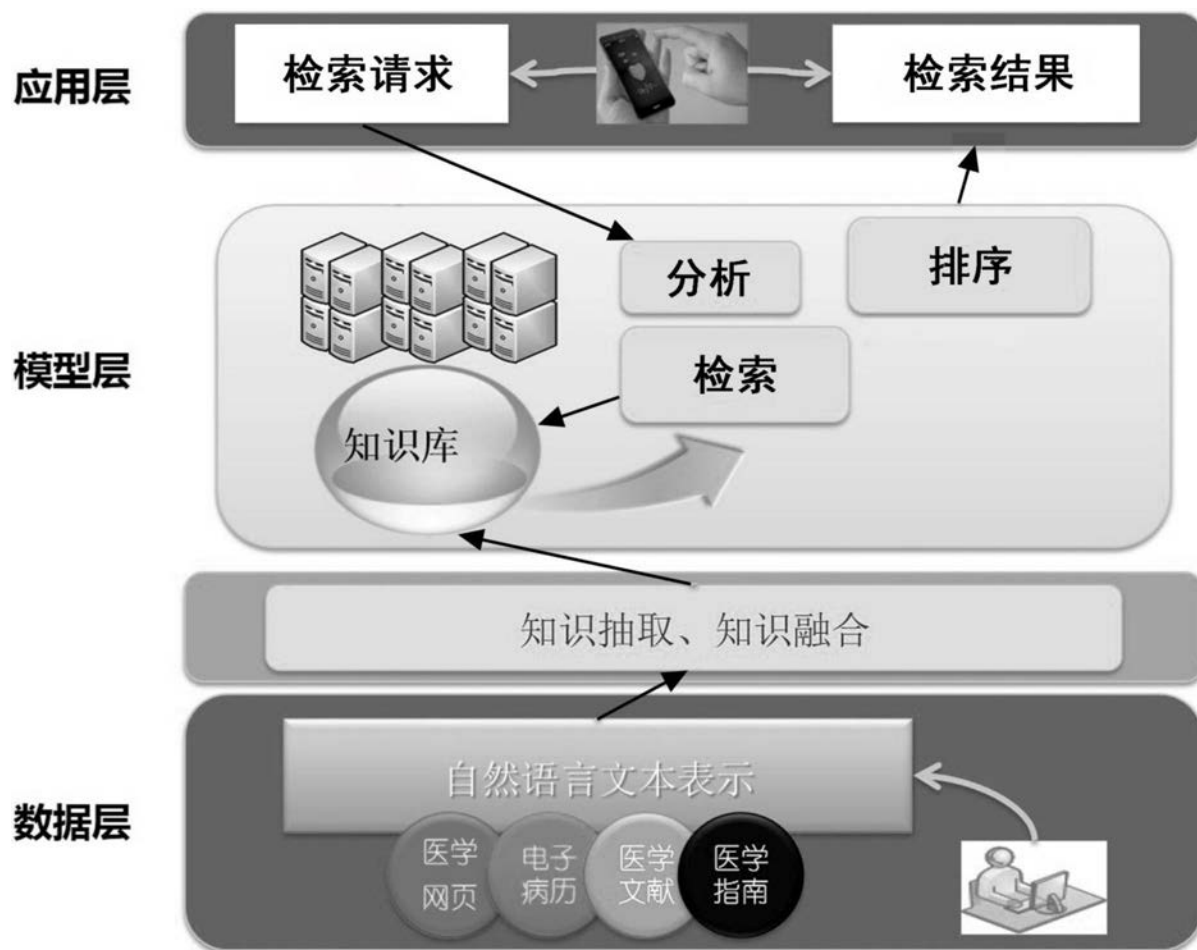 应用层
检索请求
检索结果
模型层
分析
排序
检索
知识库
知识抽取、知识融合
数据层
自然语言文本表示
医学
网页
电子
病历
医学
文献
医学
指南